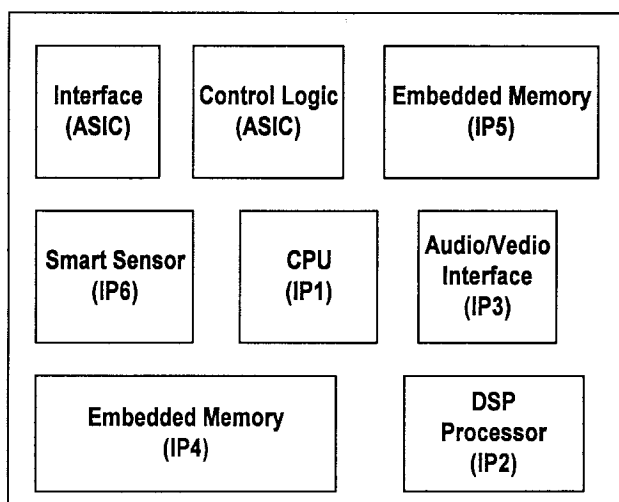 Interface
(ASIC)
Control Logic
(ASIC)
Embedded Memory
(IP5)
Smart Sensor
(IP6)
CPU
(IP1)
Audio/Vedio
Interface
(IP3)
Embedded Memory
(IP4)
DSP
Processor
(IP2)